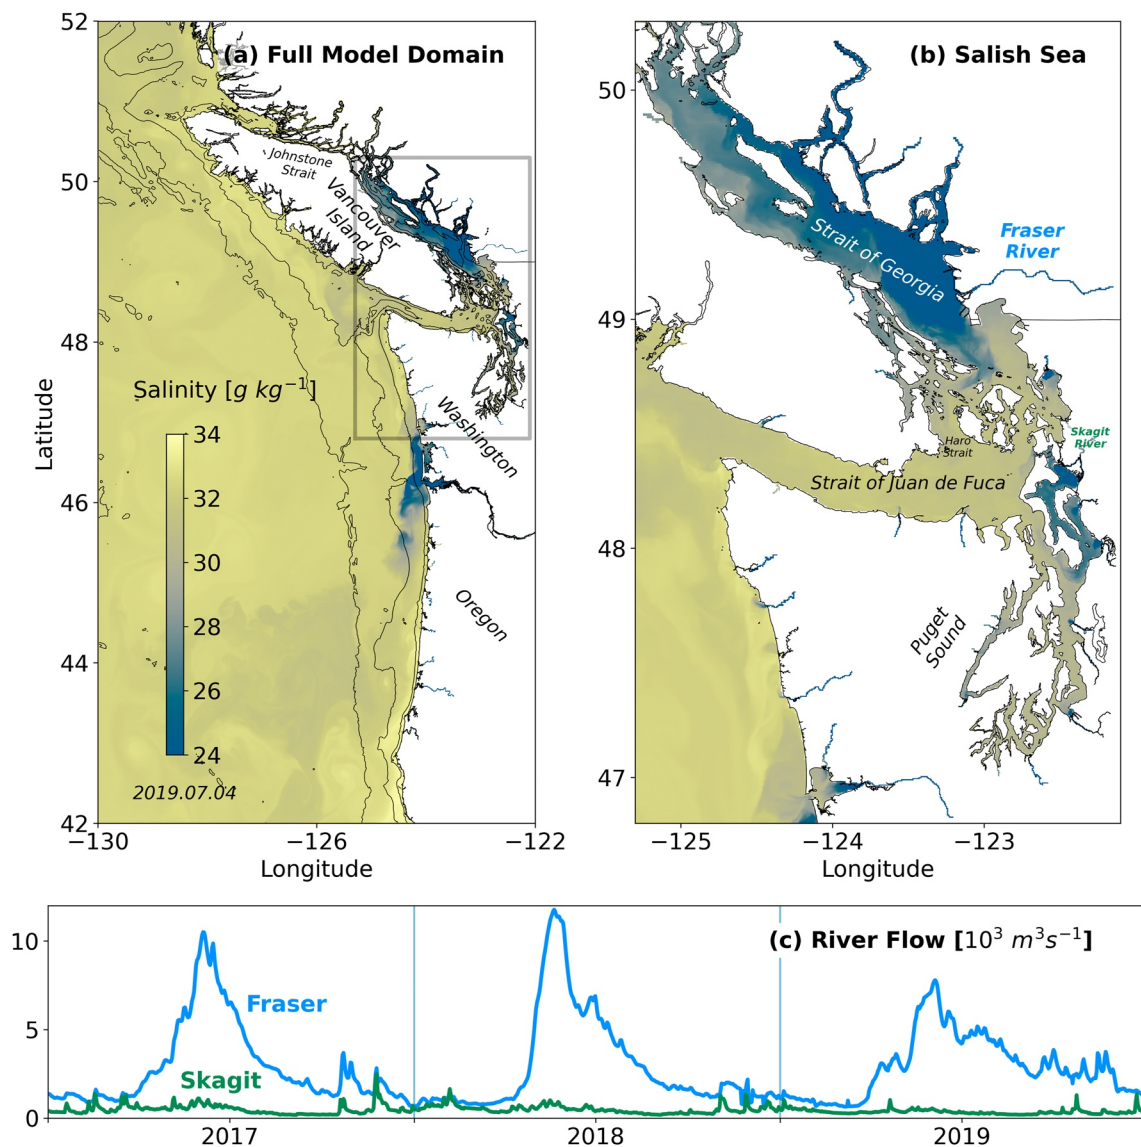 (a) Full Model Domain
52
50
48
46
44
42
Latitude
−130
−126
−122
Longitude
Johnstone
Strait
Vancouver
Island
Washington
Oregon
Salinity [g kg⁻¹]
34
32
30
28
26
24
2019.07.04
(b) Salish Sea
50
49
48
47
−125
−124
−123
Longitude
Strait of Georgia
Fraser
River
Skagit
River
Haro
Strait
Strait of Juan de Fuca
Puget
Sound
(c) River Flow [10³ m³s⁻¹]
10
5
0
Fraser
Skagit
2017
2018
2019